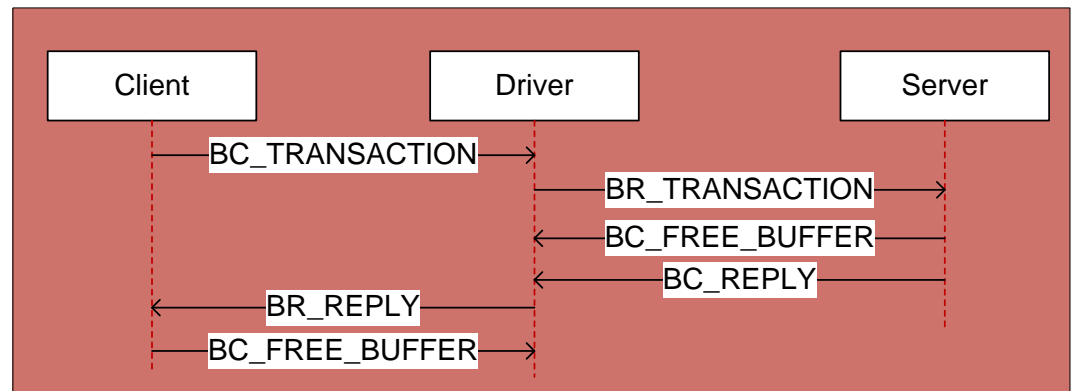 Client
Driver
Server
BC_TRANSACTION
BR_TRANSACTION
BC_FREE_BUFFER
BC_REPLY
BR_REPLY
BC_FREE_BUFFER